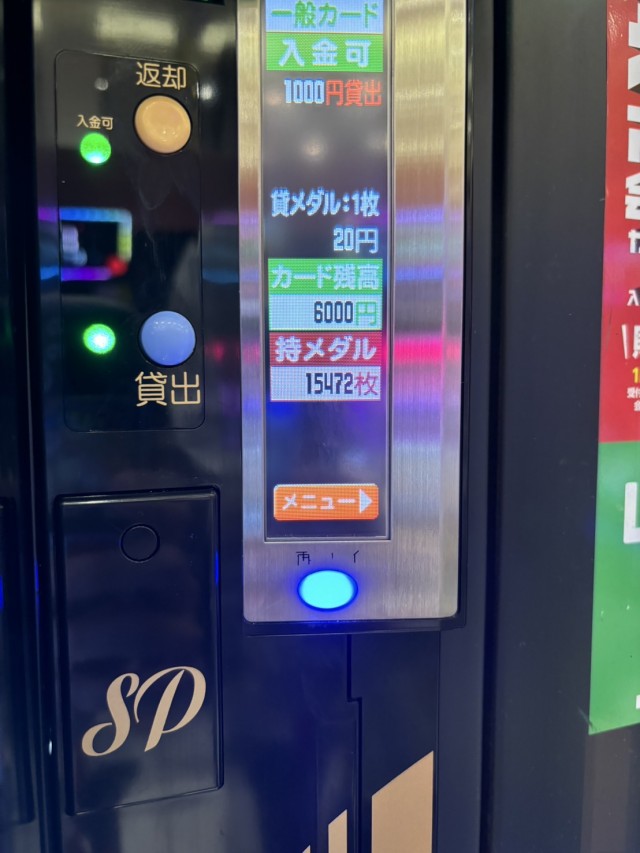 一般カード
入金可
1000円貸出
貸メダル:1枚
20円
カード残高
6000円
持メダル
15472枚
メニュー
返却
入金可
貸出
SP